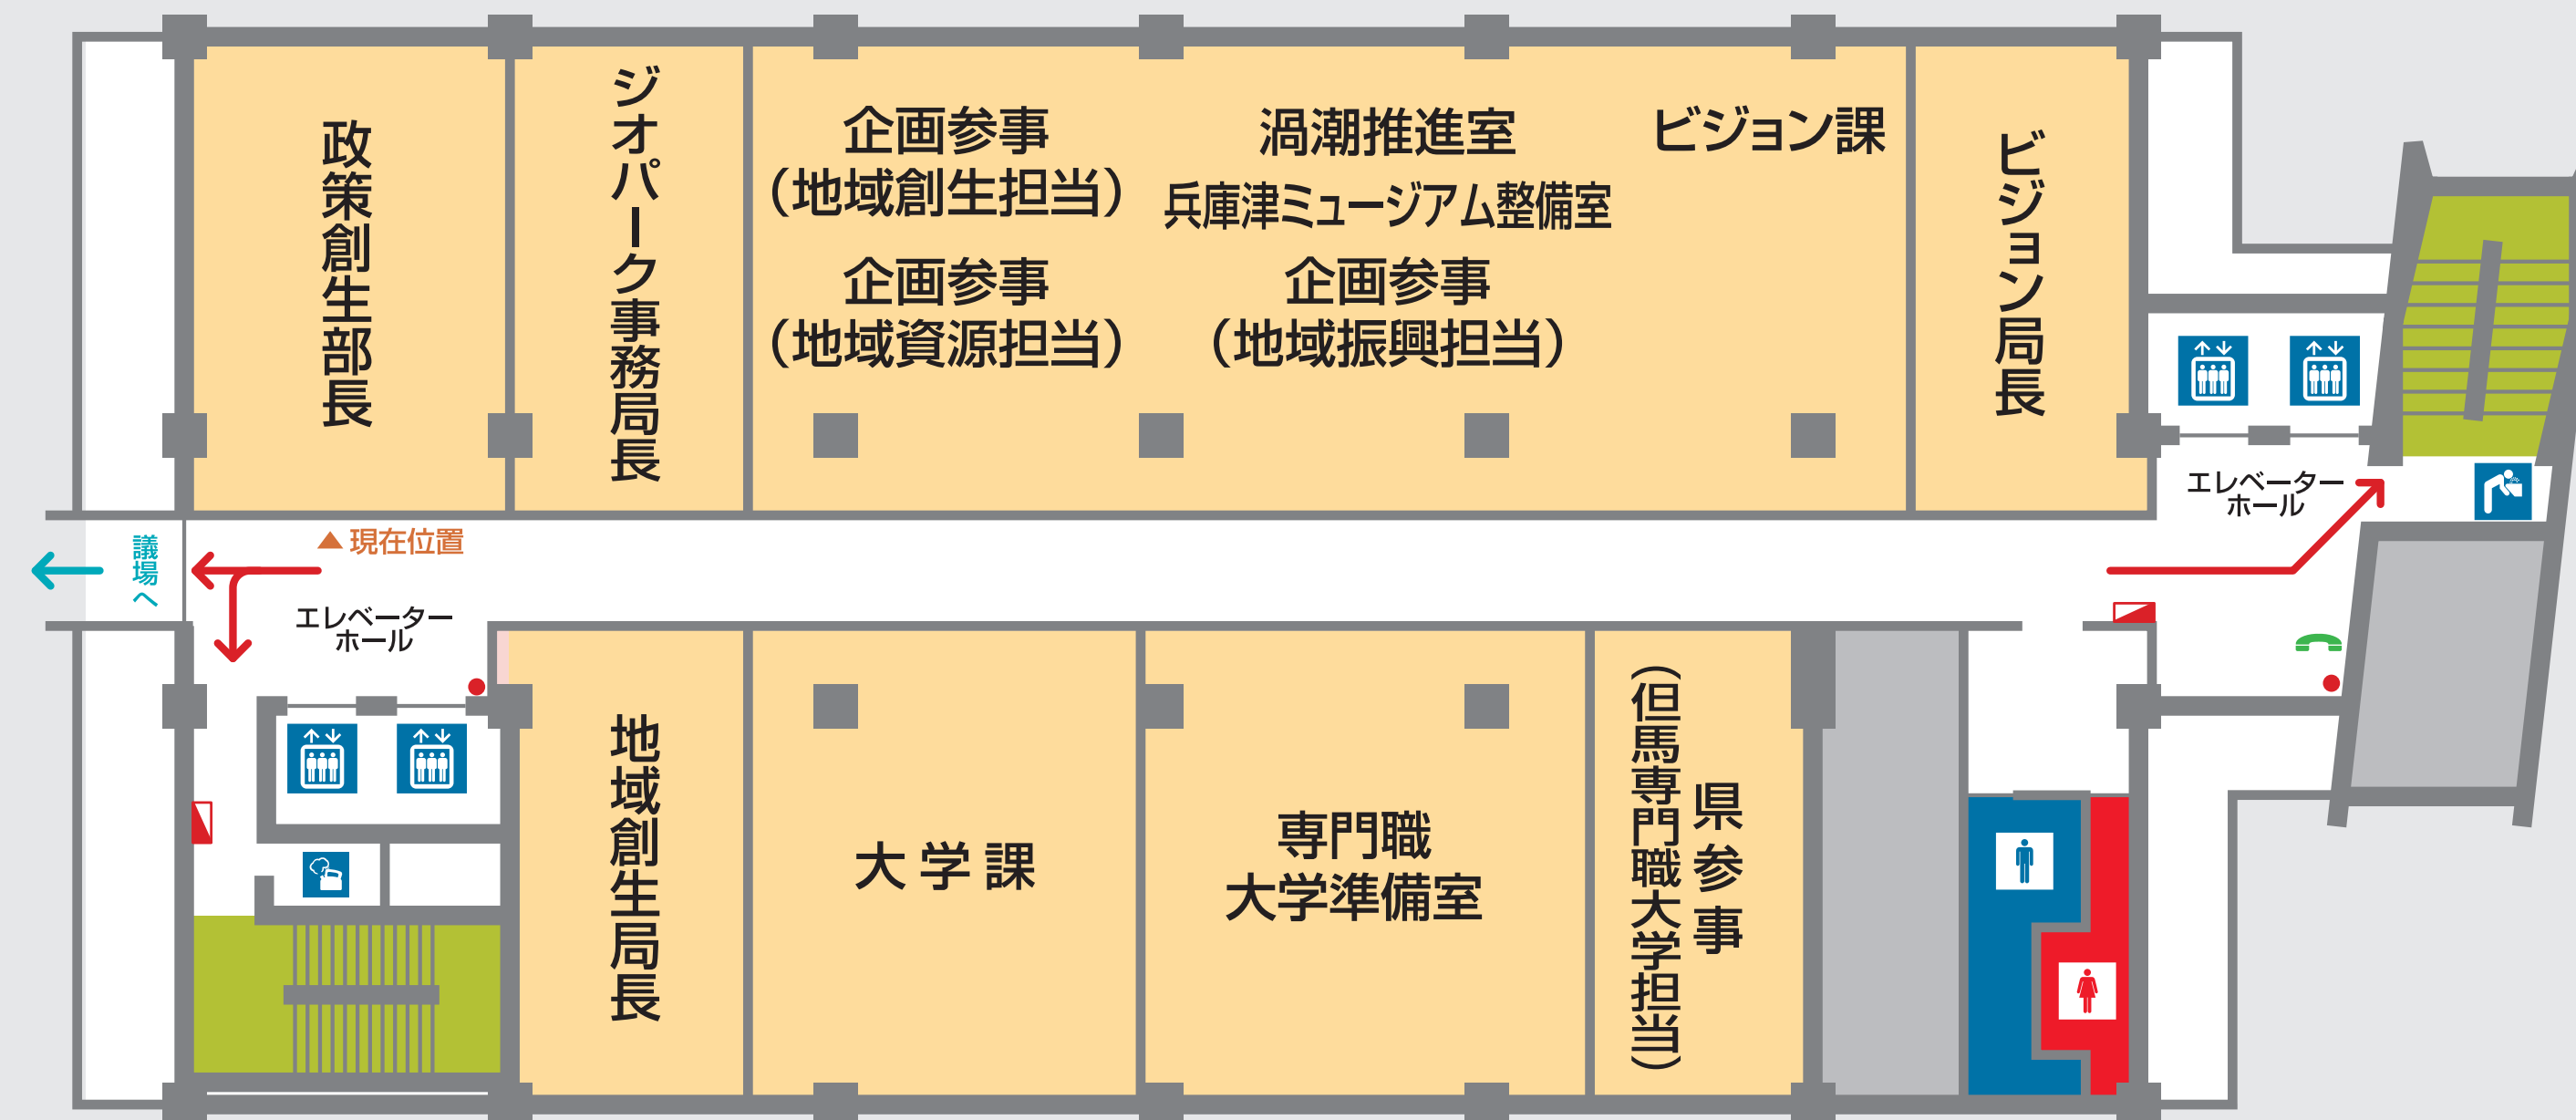 政策創生部長
ジオパーク事務局長
企画参事
（地域創生担当）
企画参事
（地域資源担当）
渦潮推進室
兵庫津ミュージアム整備室
企画参事
（地域振興担当）
ビジョン課
ビジョン局長
エレベーター
ホール
議場へ
▲現在位置
エレベーター
ホール
地域創生局長
大学課
専門職
大学準備室
県参事
（但馬専門職大学担当）